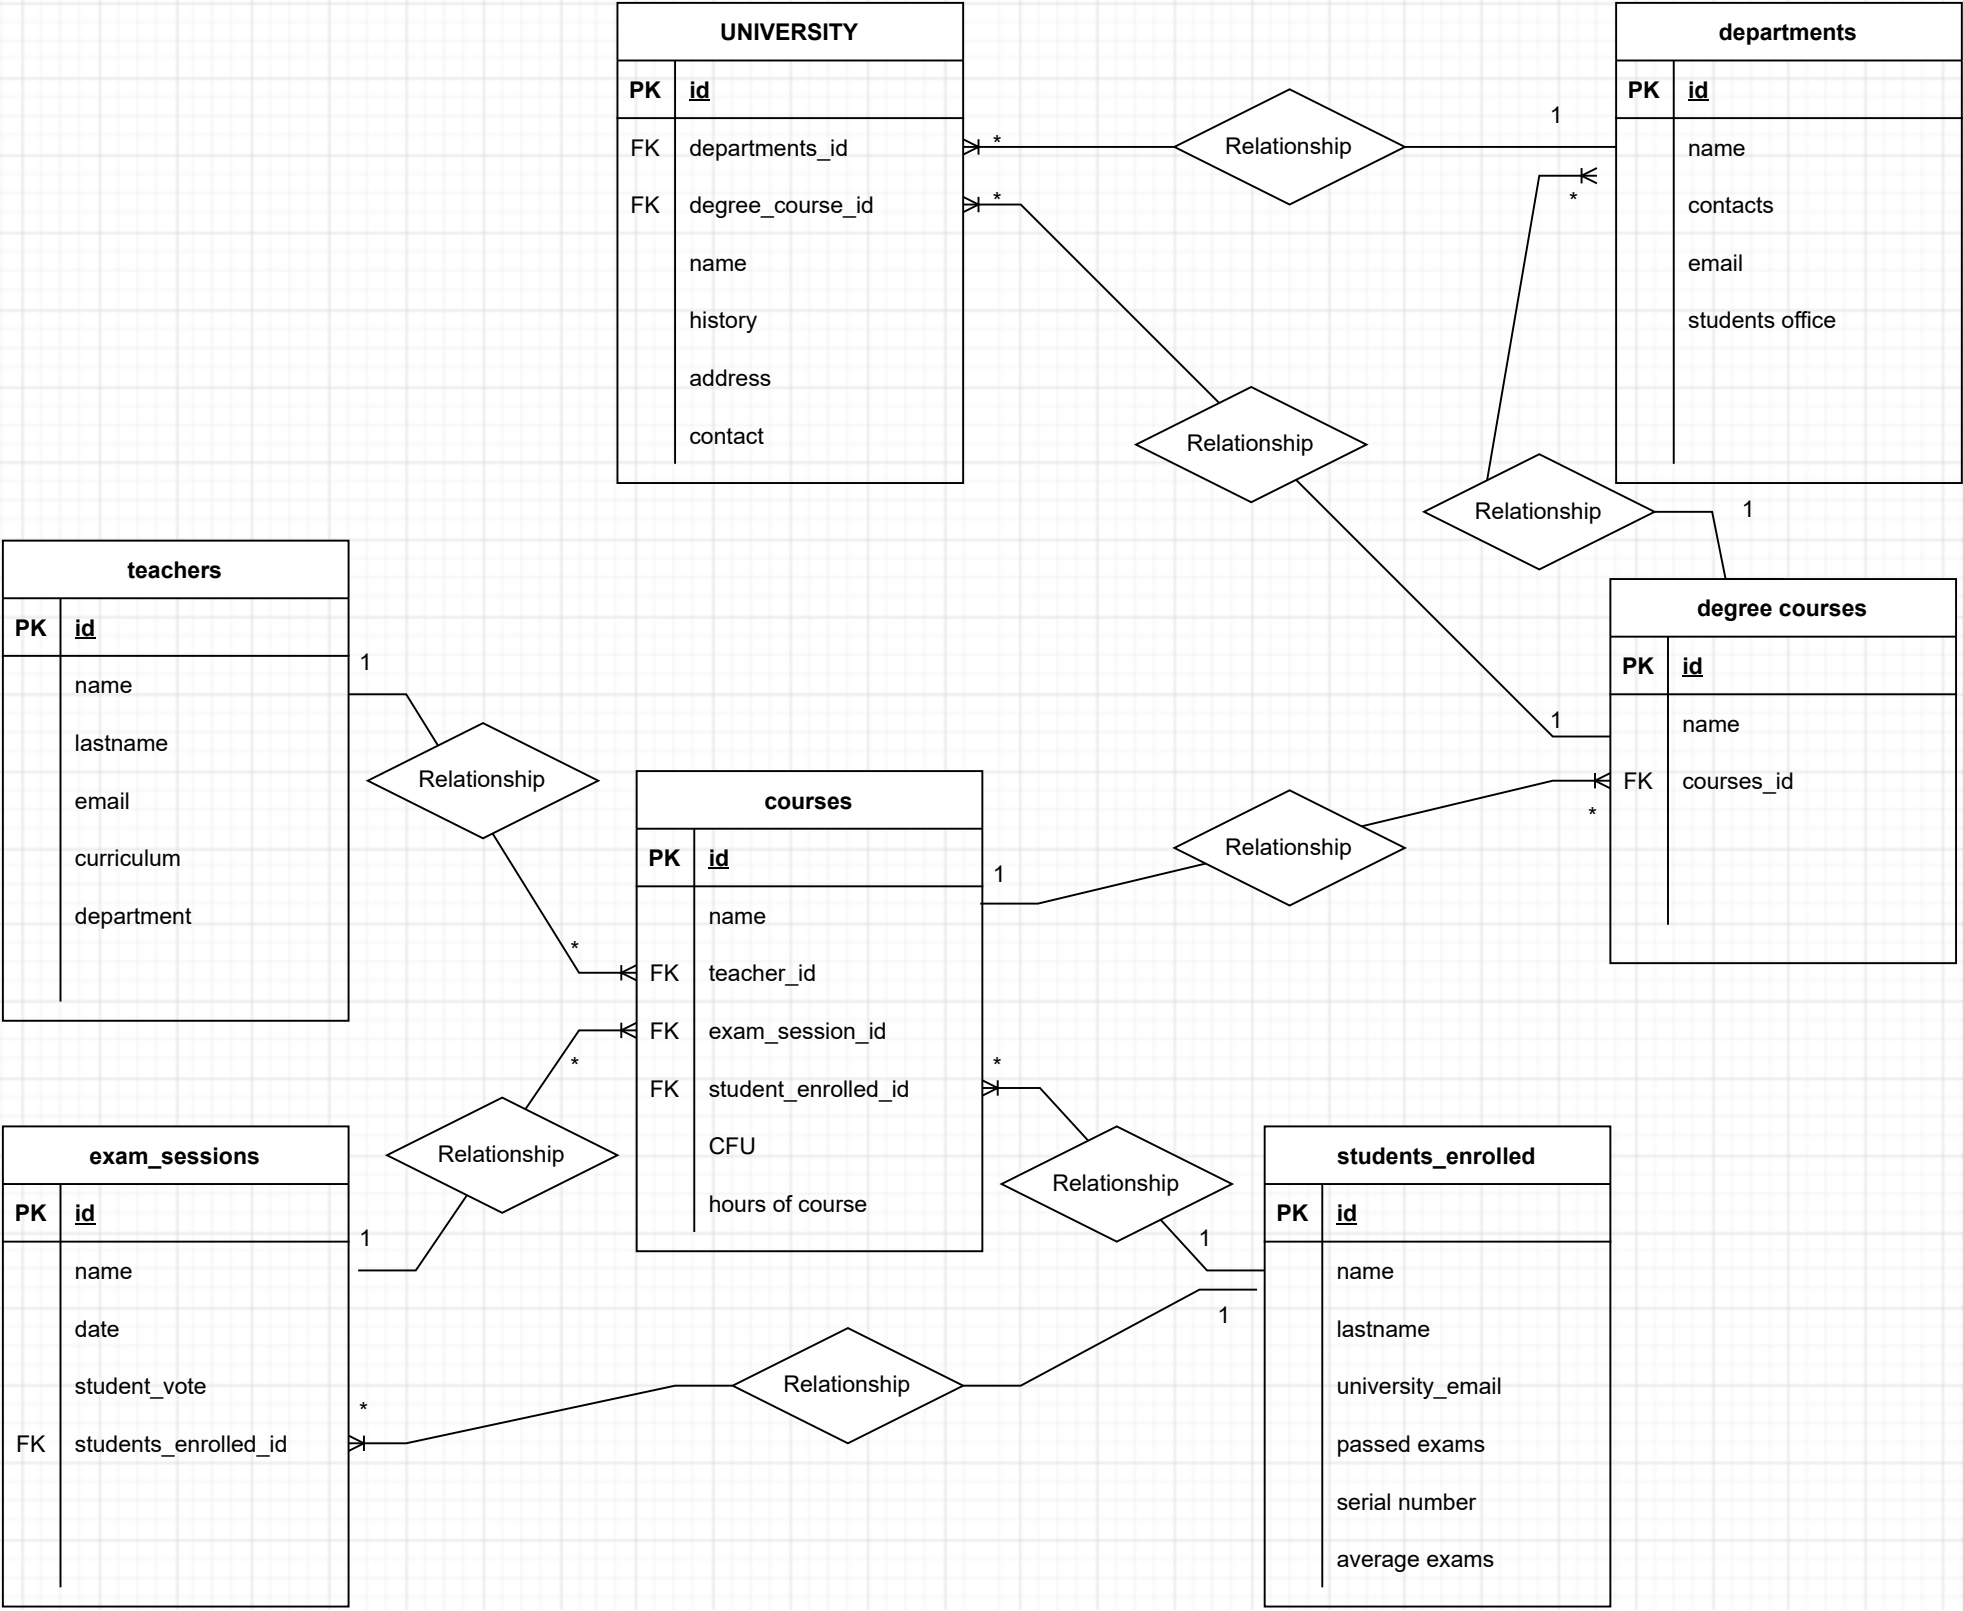 UNIVERSITY
PK id
FK departments_id
FK degree_course_id
name
history
address
contact
* Relationship 1
*
departments
PK id
name
contacts
email
students office
*
Relationship
Relationship 1
1
teachers
PK id
name
lastname
email
curriculum
department
1
Relationship
*
degree courses
PK id
name
FK courses_id
*
Relationship
1
courses
PK id
name
FK teacher_id
FK exam_session_id
FK student_enrolled_id
CFU
hours of course
*
Relationship
1
*
Relationship
1
exam_sessions
PK id
name
date
student_vote
FK students_enrolled_id
*
Relationship
1
students_enrolled
PK id
name
lastname
university_email
passed exams
serial number
average exams